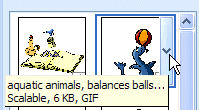 aquatic animals, balances balls...
Scalable, 6 KB, GIF